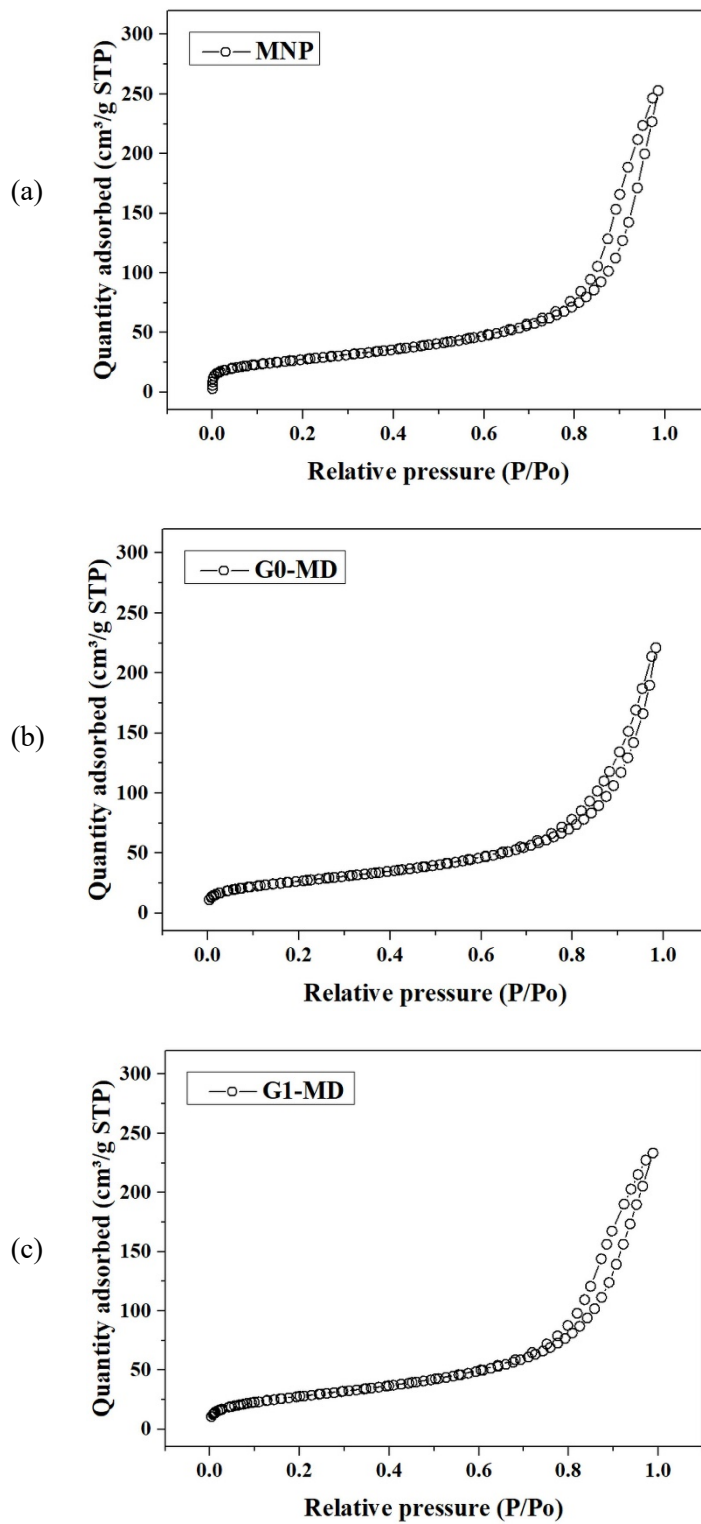 (a)
MNP
Quantity adsorbed (cm³/g STP)
300
250
200
150
100
50
0
0.0 0.2 0.4 0.6 0.8 1.0
Relative pressure (P/Po)
(b)
G0-MD
Quantity adsorbed (cm³/g STP)
300
250
200
150
100
50
0
0.0 0.2 0.4 0.6 0.8 1.0
Relative pressure (P/Po)
(c)
G1-MD
Quantity adsorbed (cm³/g STP)
300
250
200
150
100
50
0
0.0 0.2 0.4 0.6 0.8 1.0
Relative pressure (P/Po)